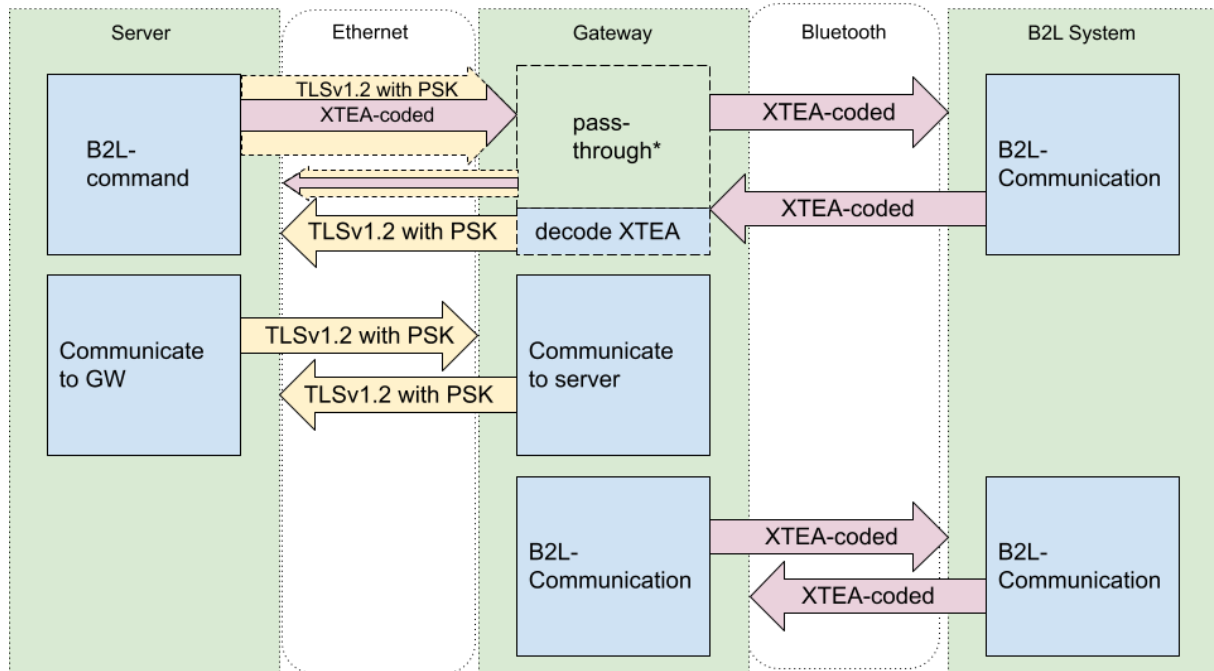 Server
Ethernet
Gateway
Bluetooth
B2L System
B2L-
command
TLSv1.2 with PSK
XTEA-coded
pass-
through*
XTEA-coded
B2L-
Communication
XTEA-coded
TLSv1.2 with PSK
decode XTEA
Communicate
to GW
TLSv1.2 with PSK
TLSv1.2 with PSK
Communicate
to server
B2L-
Communication
XTEA-coded
XTEA-coded
B2L-
Communication